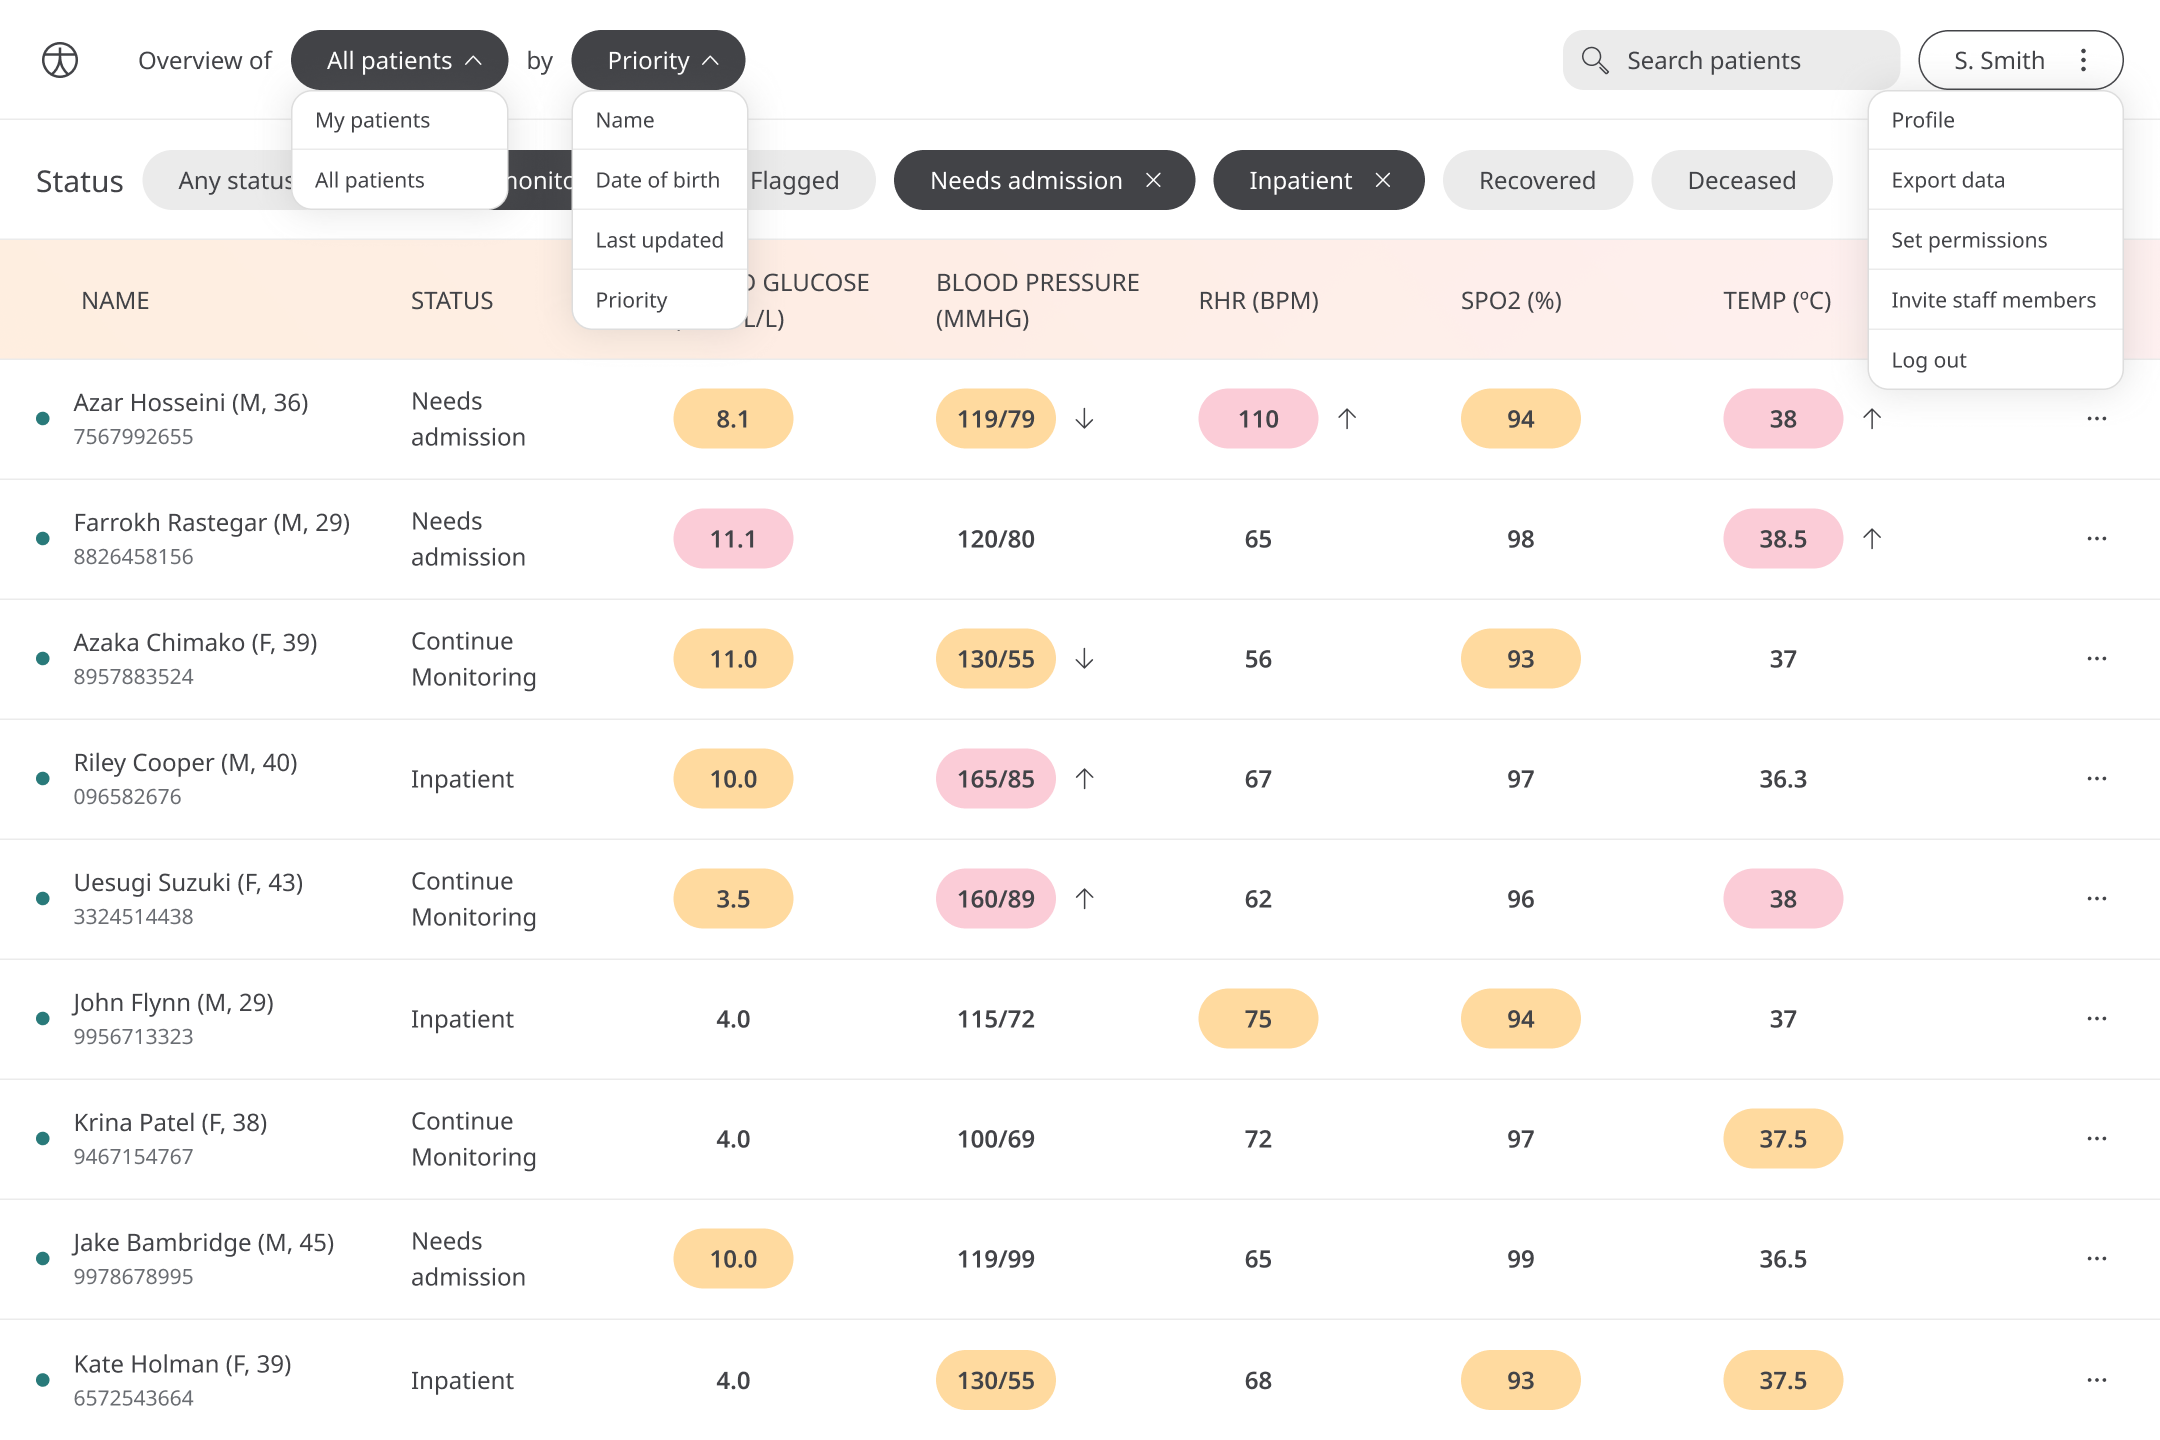 Overview of All patients by Priority Search patients S. Smith
My patients
All patients
Name
Date of birth
Last updated
Priority
Profile
Export data
Set permissions
Invite staff members
Log out
Status Any status Flagged Needs admission Inpatient Recovered Deceased
NAME STATUS GLUCOSE BLOOD PRESSURE (MMHG) RHR (BPM) SPO2 (%) TEMP (ºC)
Azar Hosseini (M, 36)
7567992655
Needs admission
8.1 119/79 ↓ 110 ↑ 94 38 ↑ ...
Farrokh Rastegar (M, 29)
8826458156
Needs admission
11.1 120/80 65 98 38.5 ↑ ...
Azaka Chimako (F, 39)
8957883524
Continue Monitoring
11.0 130/55 ↓ 56 93 37 ...
Riley Cooper (M, 40)
096582676
Inpatient
10.0 165/85 ↑ 67 97 36.3 ...
Uesugi Suzuki (F, 43)
3324514438
Continue Monitoring
3.5 160/89 ↑ 62 96 38 ...
John Flynn (M, 29)
9956713323
Inpatient
4.0 115/72 75 94 37 ...
Krina Patel (F, 38)
9467154767
Continue Monitoring
4.0 100/69 72 97 37.5 ...
Jake Bambridge (M, 45)
9978678995
Needs admission
10.0 119/99 65 99 36.5 ...
Kate Holman (F, 39)
6572543664
Inpatient
4.0 130/55 68 93 37.5 ...